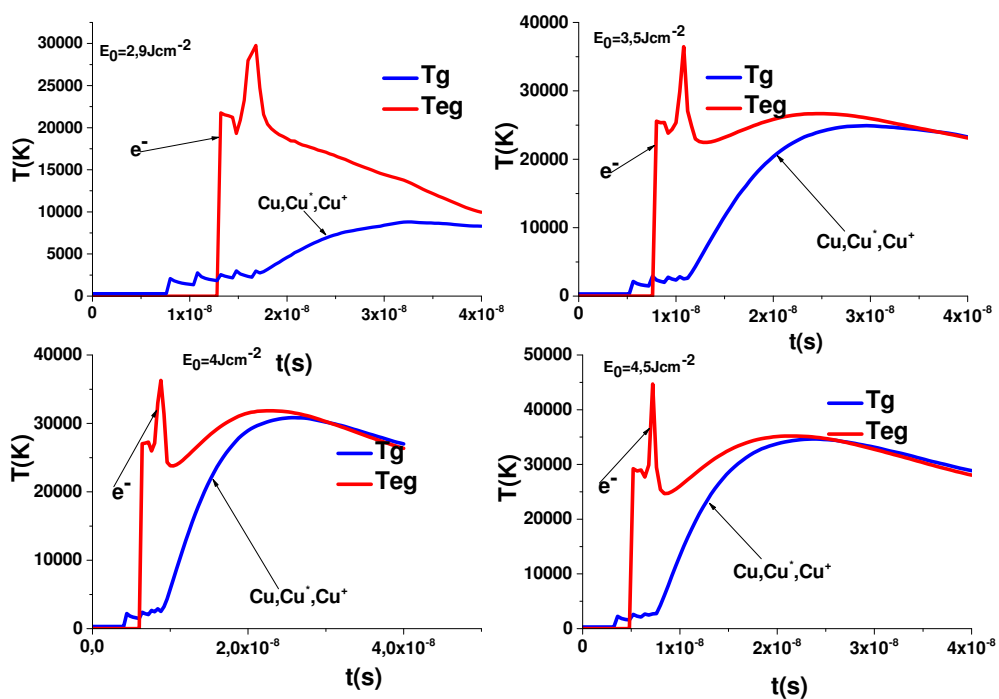 E₀=2,9Jcm⁻²
30000
25000
20000
15000
10000
5000
0
T(K)
Tg
Teg
e⁻
Cu,Cu*,Cu⁺
0
1x10⁻⁸
2x10⁻⁸
3x10⁻⁸
4x10⁻⁸
t(s)
E₀=3,5Jcm⁻²
40000
30000
20000
10000
0
T(K)
Tg
Teg
e⁻
Cu,Cu*,Cu⁺
0
1x10⁻⁸
2x10⁻⁸
3x10⁻⁸
4x10⁻⁸
t(s)
E₀=4Jcm⁻²
40000
30000
20000
10000
0
T(K)
Tg
Teg
e⁻
Cu,Cu*,Cu⁺
0,0
2,0x10⁻⁸
4,0x10⁻⁸
t(s)
E₀=4,5Jcm⁻²
50000
40000
30000
20000
10000
0
T(K)
Tg
Teg
e⁻
Cu,Cu*,Cu⁺
0
1x10⁻⁸
2x10⁻⁸
3x10⁻⁸
4x10⁻⁸
t(s)